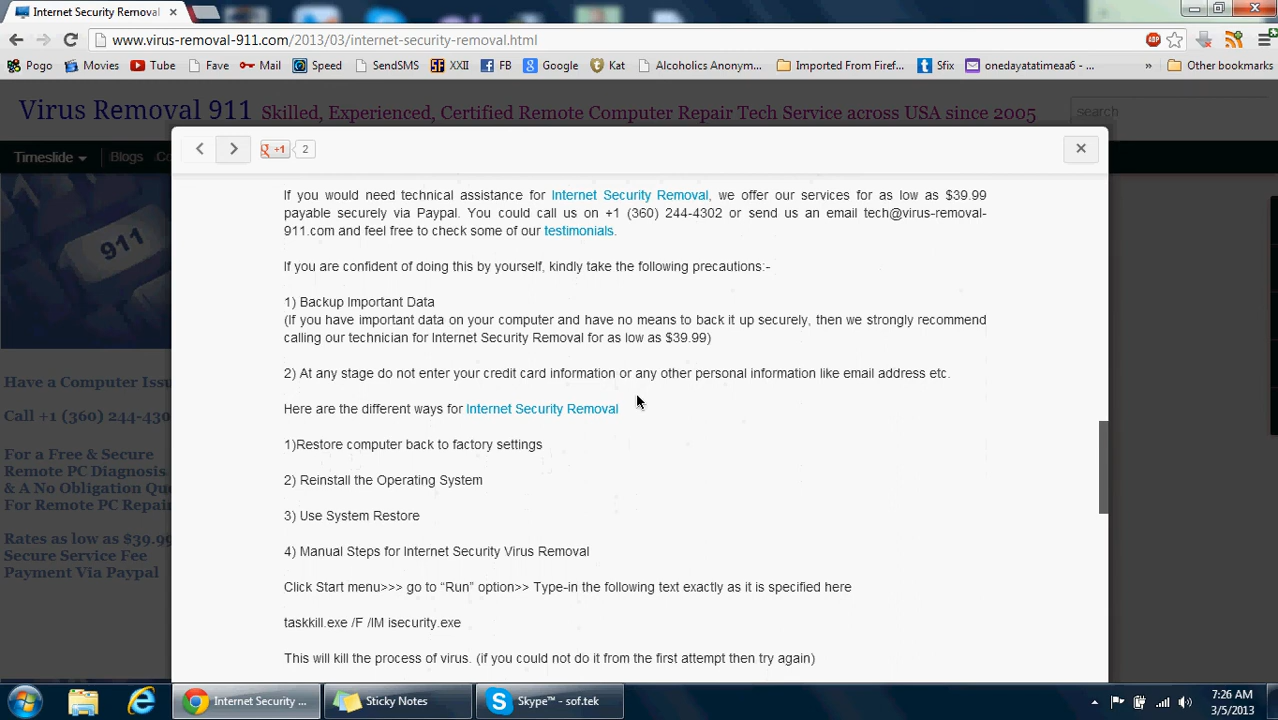 Internet Security Removal
www.virus-removal-911.com/2013/03/internet-security-removal.html
Pogo Movies Tube Fave Mail Speed SendSMS XXII FB Google Kat Alcoholics Anonym... Imported From Firef... Sfix onedayatatimeaa6 - ... » Other bookmarks
Virus Removal 911 Skilled, Experienced, Certified Remote Computer Repair Tech Service across USA since 2005
search
Timeslide Blogs
+1 2
911
If you would need technical assistance for Internet Security Removal, we offer our services for as low as $39.99
payable securely via Paypal. You could call us on +1 (360) 244-4302 or send us an email tech@virus-removal-
911.com and feel free to check some of our testimonials.
If you are confident of doing this by yourself, kindly take the following precautions:-
1) Backup Important Data
(If you have important data on your computer and have no means to back it up securely, then we strongly recommend
calling our technician for Internet Security Removal for as low as $39.99)
2) At any stage do not enter your credit card information or any other personal information like email address etc.
Here are the different ways for Internet Security Removal
1)Restore computer back to factory settings
2) Reinstall the Operating System
3) Use System Restore
4) Manual Steps for Internet Security Virus Removal
Click Start menu>>> go to “Run” option>> Type-in the following text exactly as it is specified here
taskkill.exe /F /IM isecurity.exe
This will kill the process of virus. (if you could not do it from the first attempt then try again)
Have a Computer Issu
Call +1 (360) 244-430
For a Free & Secure
Remote PC Diagnosis
& A No Obligation Quo
For Remote PC Repair
Rates as low as $39.99
Secure Service Fee
Payment Via Paypal
Internet Security ... Sticky Notes Skype™ - sof.tek
7:26 AM
3/5/2013